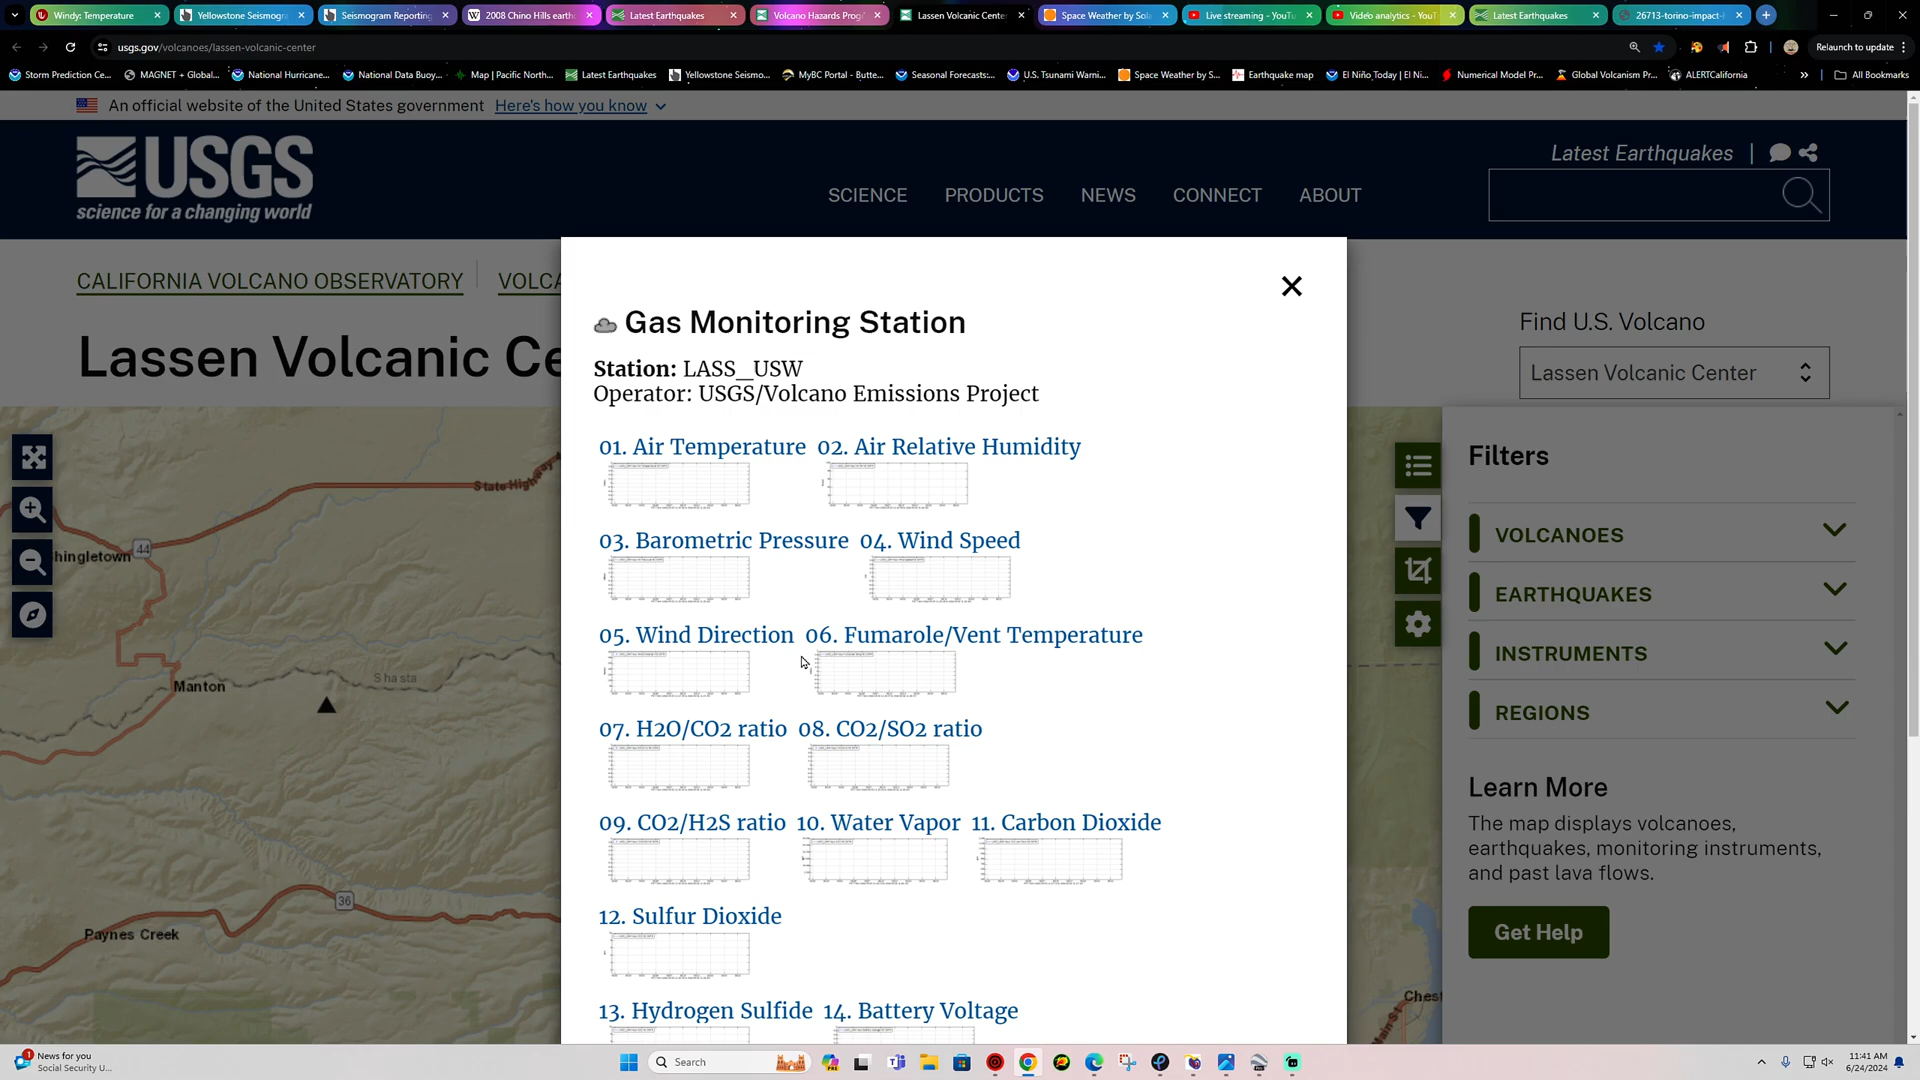 Windy: Temperature
Yellowstone Seismogra
Seismogram Reporting
2008 Chino Hills earth
Latest Earthquakes
Volcano Hazards Prog
Lassen Volcanic Cente
Space Weather by Sol
Live streaming - YouTu
Video analytics - YouT
Latest Earthquakes
26713-torino-impact-
usgs.gov/volcanoes/lassen-volcanic-center
Relaunch to update
Storm Prediction Ce...
MAGNET + Global...
National Hurricane...
National Data Buoy...
Map | Pacific North...
Latest Earthquakes
Yellowstone Seismo...
MyBC Portal - Butte...
Seasonal Forecasts:...
U.S. Tsunami Warni...
Space Weather by S...
Earthquake map
El Niño Today | El Ni...
Numerical Model Pr...
Global Volcanism Pr...
ALERTCalifornia
All Bookmarks
An official website of the United States government Here's how you know
USGS
science for a changing world
SCIENCE PRODUCTS NEWS CONNECT ABOUT
Latest Earthquakes
CALIFORNIA VOLCANO OBSERVATORY
VOLCA
Lassen Volcanic Ce
Find U.S. Volcano
Lassen Volcanic Center
Gas Monitoring Station
Station: LASS_USW
Operator: USGS/Volcano Emissions Project
01. Air Temperature 02. Air Relative Humidity
03. Barometric Pressure 04. Wind Speed
05. Wind Direction 06. Fumarole/Vent Temperature
07. H2O/CO2 ratio 08. CO2/SO2 ratio
09. CO2/H2S ratio 10. Water Vapor 11. Carbon Dioxide
12. Sulfur Dioxide
13. Hydrogen Sulfide 14. Battery Voltage
State Highway
hingletown
44
Manton
Shasta
36
Paynes Creek
Chest
Main St
Filters
VOLCANOES
EARTHQUAKES
INSTRUMENTS
REGIONS
Learn More
The map displays volcanoes,
earthquakes, monitoring instruments,
and past lava flows.
Get Help
1
News for you
Social Security U...
Search
PRE
11:41 AM
6/24/2024